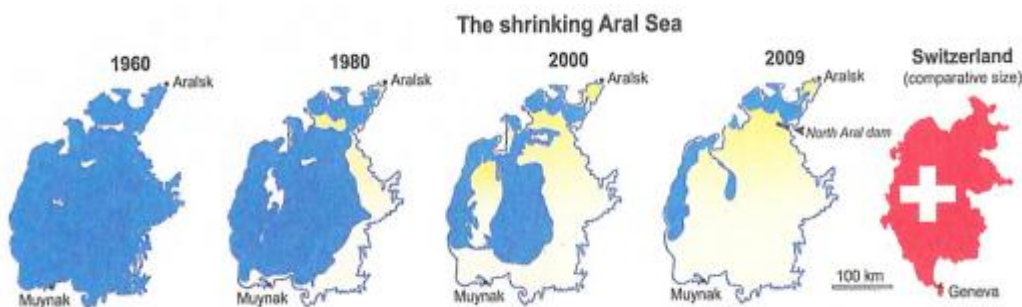 The shrinking Aral Sea
1960
Aralsk
Muynak
1980
Aralsk
Muynak
2000
Aralsk
Muynak
2009
Aralsk
North Aral dam
Muynak
100 km
Switzerland
(comparative size)
Geneva